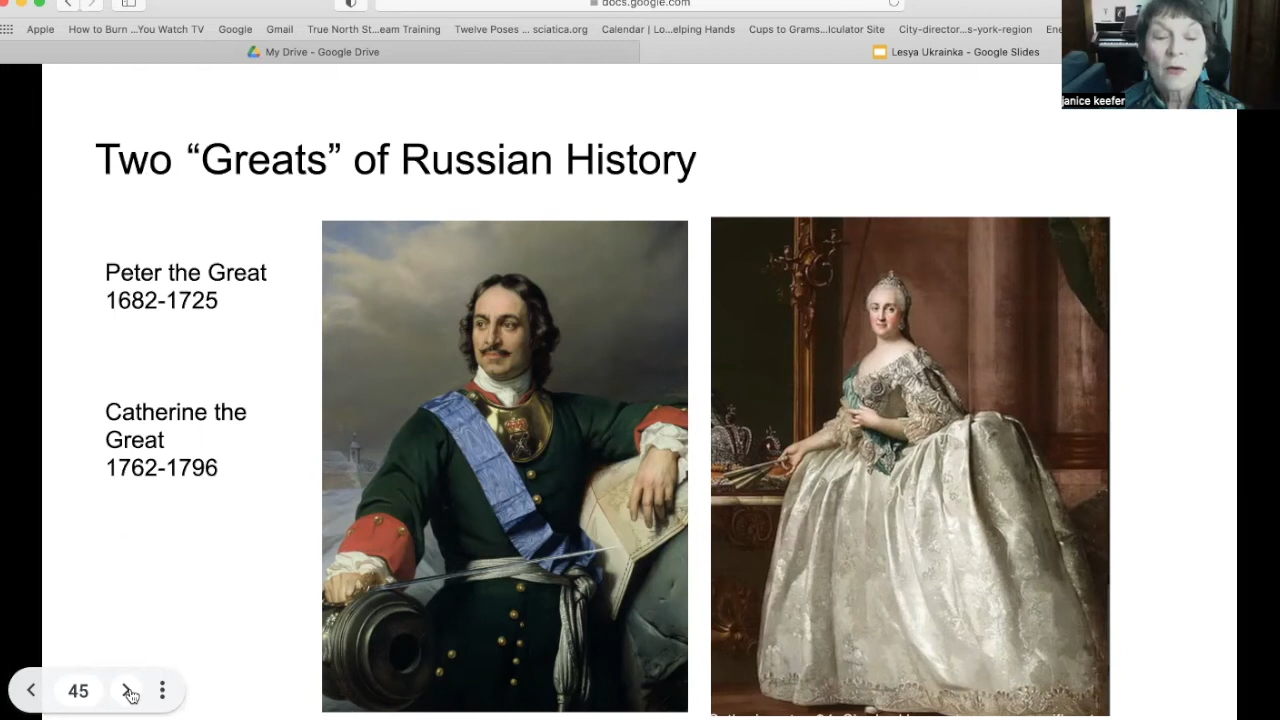 docs.google.com
Apple How to Burn ...You Watch TV Google Gmail True North St...ean Training Twelve Poses ... sciatica.org Calendar | Lo...elping Hands Cups to Grams...lculator Site City-director...s-york-region Ene
My Drive - Google Drive
Lesya Ukrainka - Google Slides
janice keefer
Two “Greats” of Russian History
Peter the Great
1682-1725
Catherine the
Great
1762-1796
45